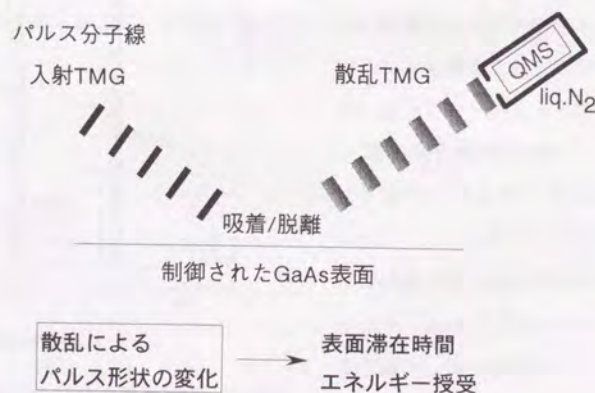 パルス分子線
入射TMG
散乱TMG
QMS
liq.N2
吸着/脱離
制御されたGaAs表面
散乱による
パルス形状の変化
表面滞在時間
エネルギー授受